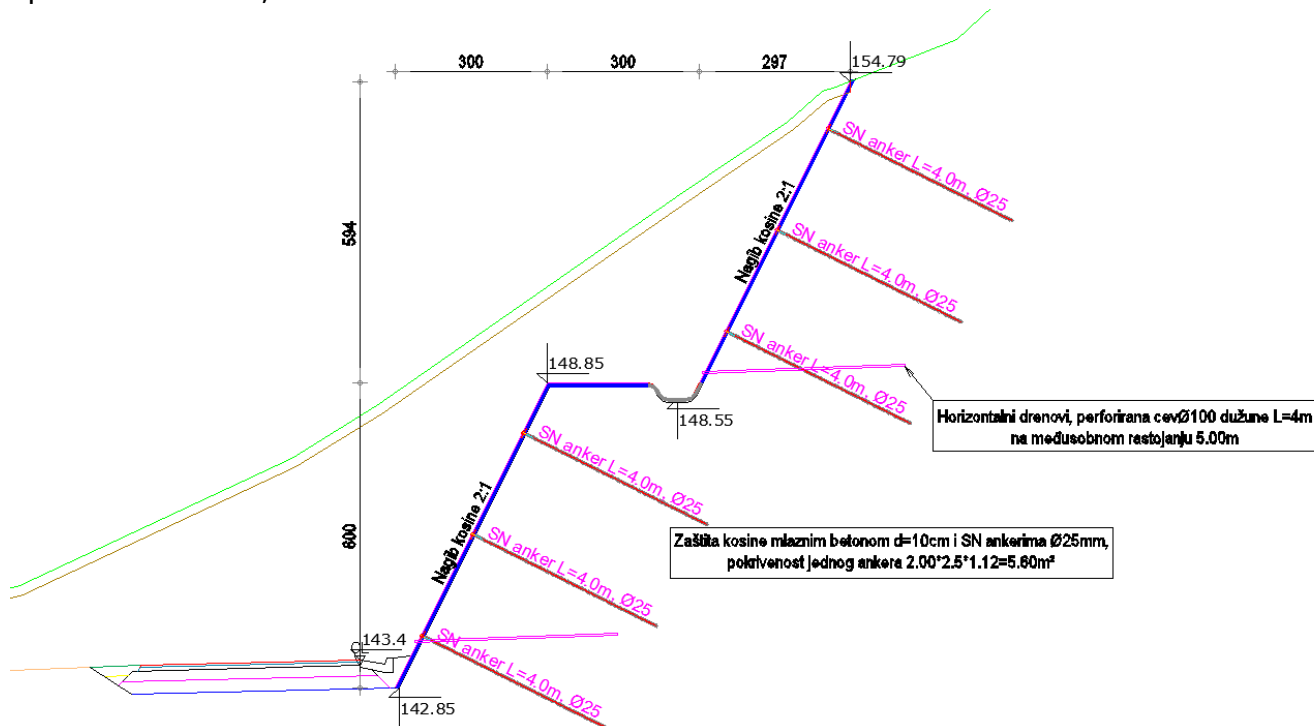 300
300
297
154.79
594
SN anker L=4.0m, Ø25
SN anker L=4.0m, Ø25
Nagib kosine 2:1
SN anker L=4.0m, Ø25
148.85
148.55
Horizontalni drenovi, perforirana cevØ100 dužune L=4m
na međusobnom rastojanju 5.00m
SN anker L=4.0m, Ø25
Nagib kosine 2:1
600
SN anker L=4.0m, Ø25
Zaštita kosine mlaznim betonom d=10cm i SN ankerima Ø25mm,
pokrivenost jednog ankera 2.00*2.5*1.12=5.60m²
143.4
SN anker L=4.0m, Ø25
142.85